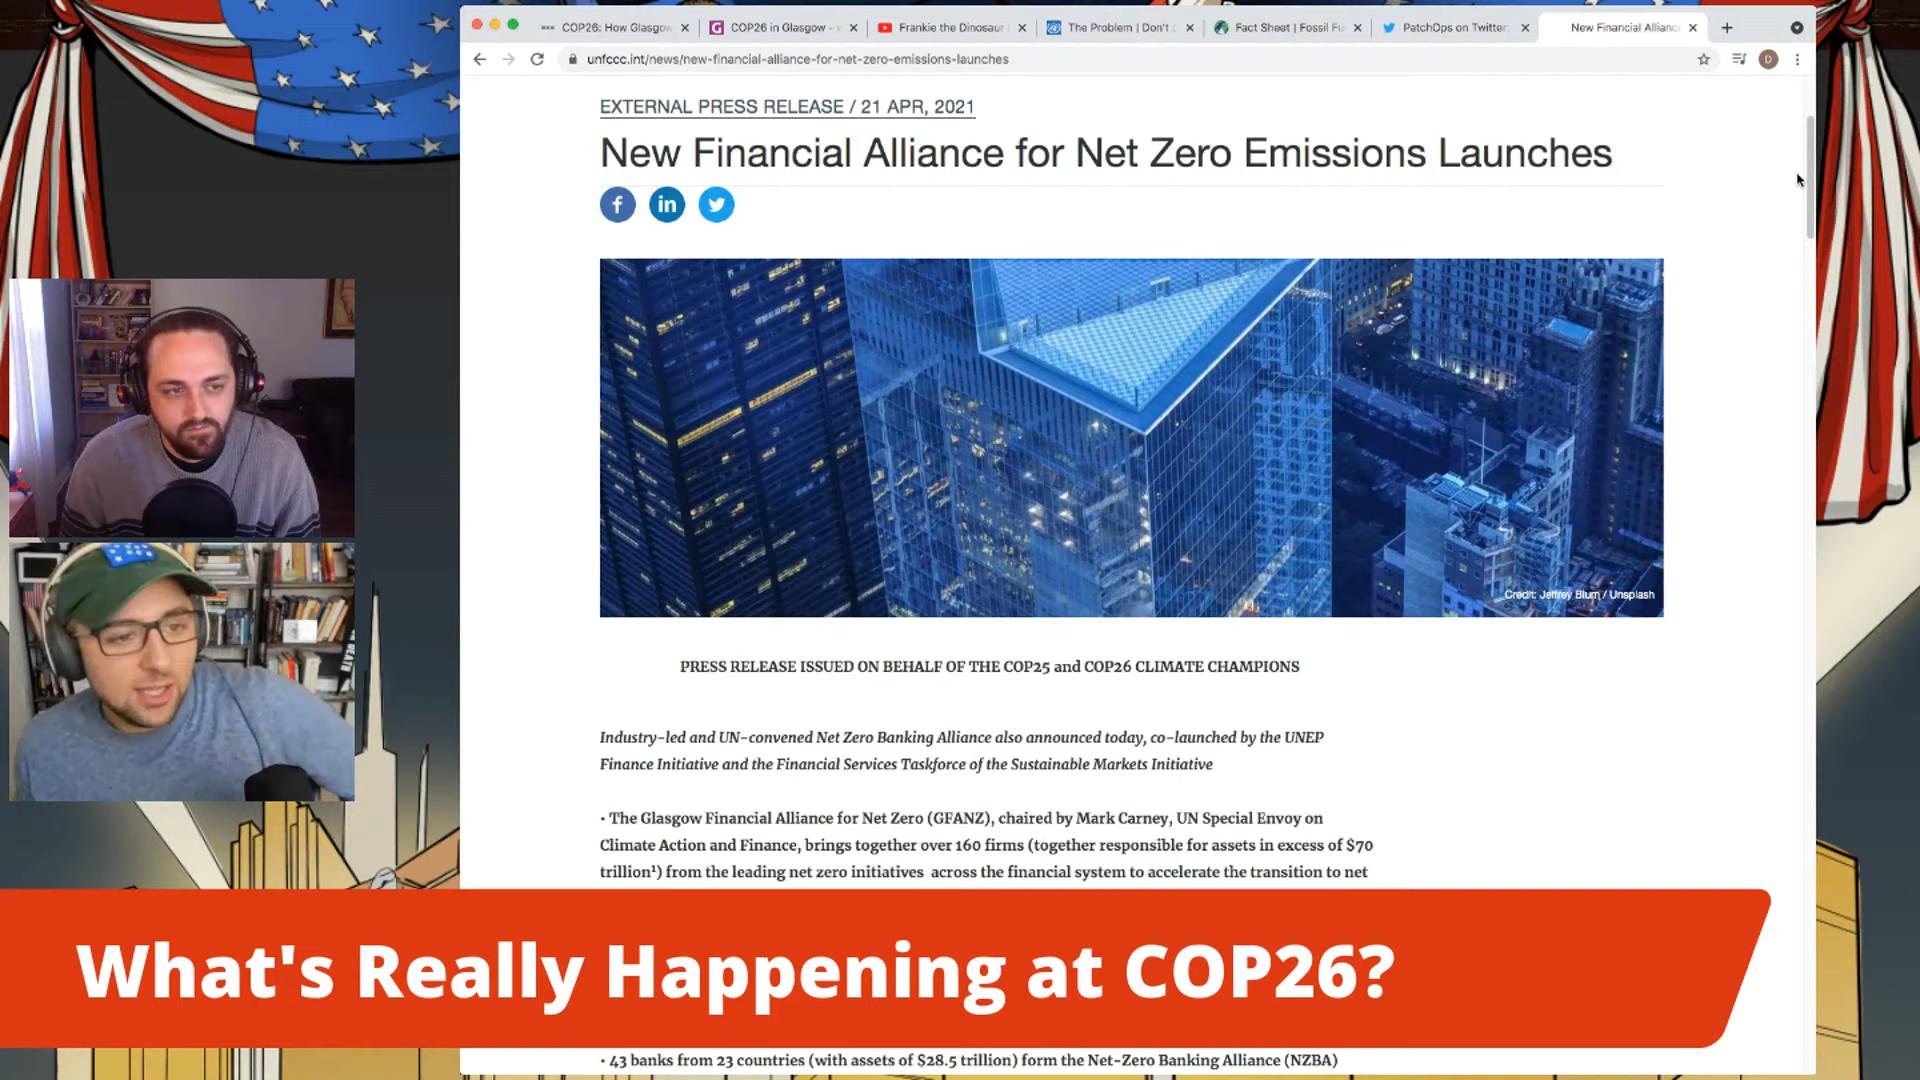 COP26: How Glasgow
COP26 in Glasgow -
Frankie the Dinosaur
The Problem | Don't
Fact Sheet | Fossil Fu
PatchOps on Twitter:
New Financial Alliance
unfccc.int/news/new-financial-alliance-for-net-zero-emissions-launches
D
EXTERNAL PRESS RELEASE / 21 APR, 2021
New Financial Alliance for Net Zero Emissions Launches
f
in
Credit: Jeffrey Blum / Unsplash
PRESS RELEASE ISSUED ON BEHALF OF THE COP25 and COP26 CLIMATE CHAMPIONS
Industry-led and UN-convened Net Zero Banking Alliance also announced today, co-launched by the UNEP
Finance Initiative and the Financial Services Taskforce of the Sustainable Markets Initiative
• The Glasgow Financial Alliance for Net Zero (GFANZ), chaired by Mark Carney, UN Special Envoy on
Climate Action and Finance, brings together over 160 firms (together responsible for assets in excess of $70
trillion¹) from the leading net zero initiatives across the financial system to accelerate the transition to net
DEATH
What's Really Happening at COP26?
• 43 banks from 23 countries (with assets of $28.5 trillion) form the Net-Zero Banking Alliance (NZBA)